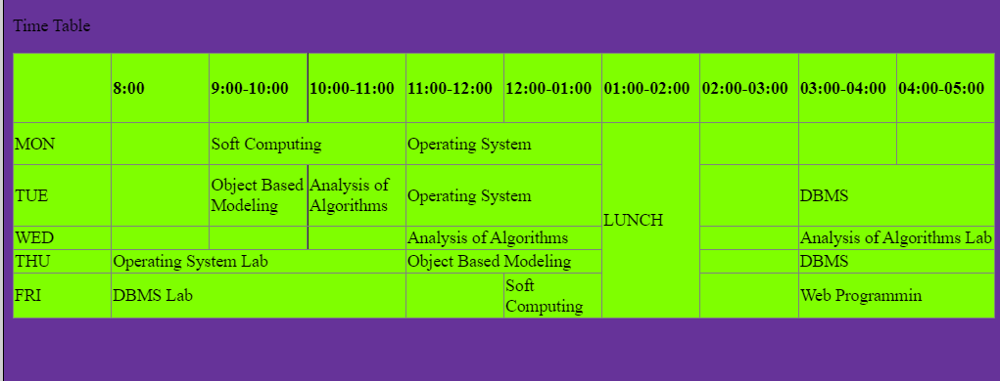 Time Table
8:00 9:00-10:00 10:00-11:00 11:00-12:00 12:00-01:00 01:00-02:00 02:00-03:00 03:00-04:00 04:00-05:00
MON Soft Computing Operating System
TUE Object Based Modeling Analysis of Algorithms Operating System DBMS
LUNCH
WED Analysis of Algorithms Analysis of Algorithms Lab
THU Operating System Lab Object Based Modeling DBMS
FRI DBMS Lab Soft Computing Web Programmin